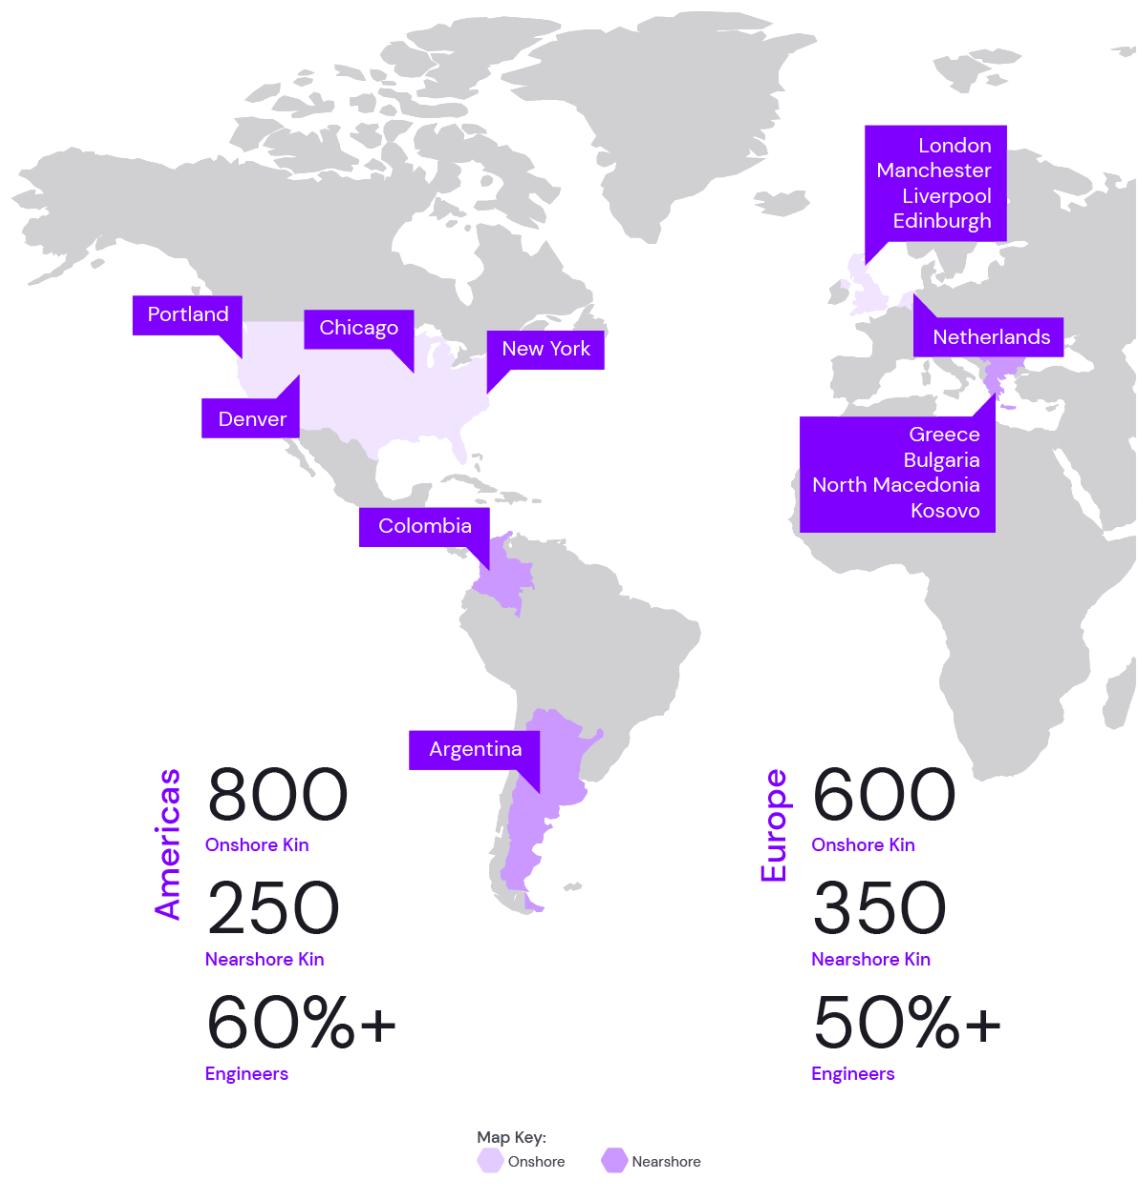 London
Manchester
Liverpool
Edinburgh
Portland
Chicago
New York
Netherlands
Denver
Greece
Bulgaria
North Macedonia
Kosovo
Colombia
Argentina
Americas
800
Onshore Kin
250
Nearshore Kin
60%+
Engineers
Europe
600
Onshore Kin
350
Nearshore Kin
50%+
Engineers
Map Key:
Onshore
Nearshore